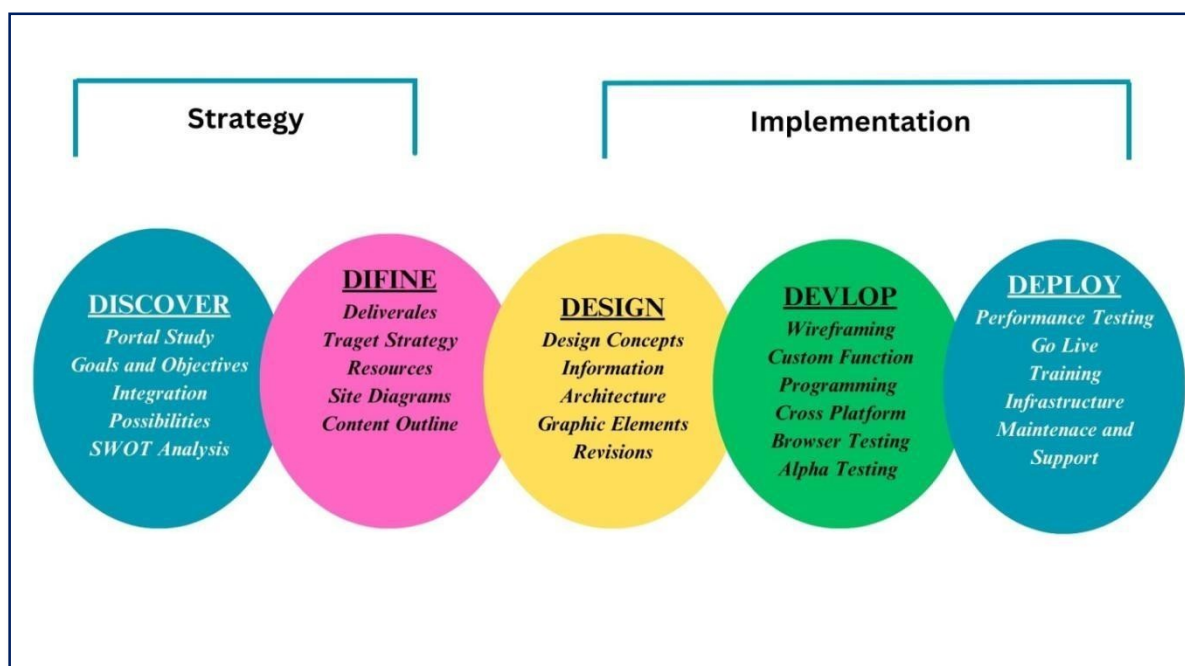 Strategy
Implementation
DISCOVER
Portal Study
Goals and Objectives
Integration
Possibilities
SWOT Analysis
DIFINE
Deliverales
Traget Strategy
Resources
Site Diagrams
Content Outline
DESIGN
Design Concepts
Information
Architecture
Graphic Elements
Revisions
DEVLOP
Wireframing
Custom Function
Programming
Cross Platform
Browser Testing
Alpha Testing
DEPLOY
Performance Testing
Go Live
Training
Infrastructure
Maintenace and
Support